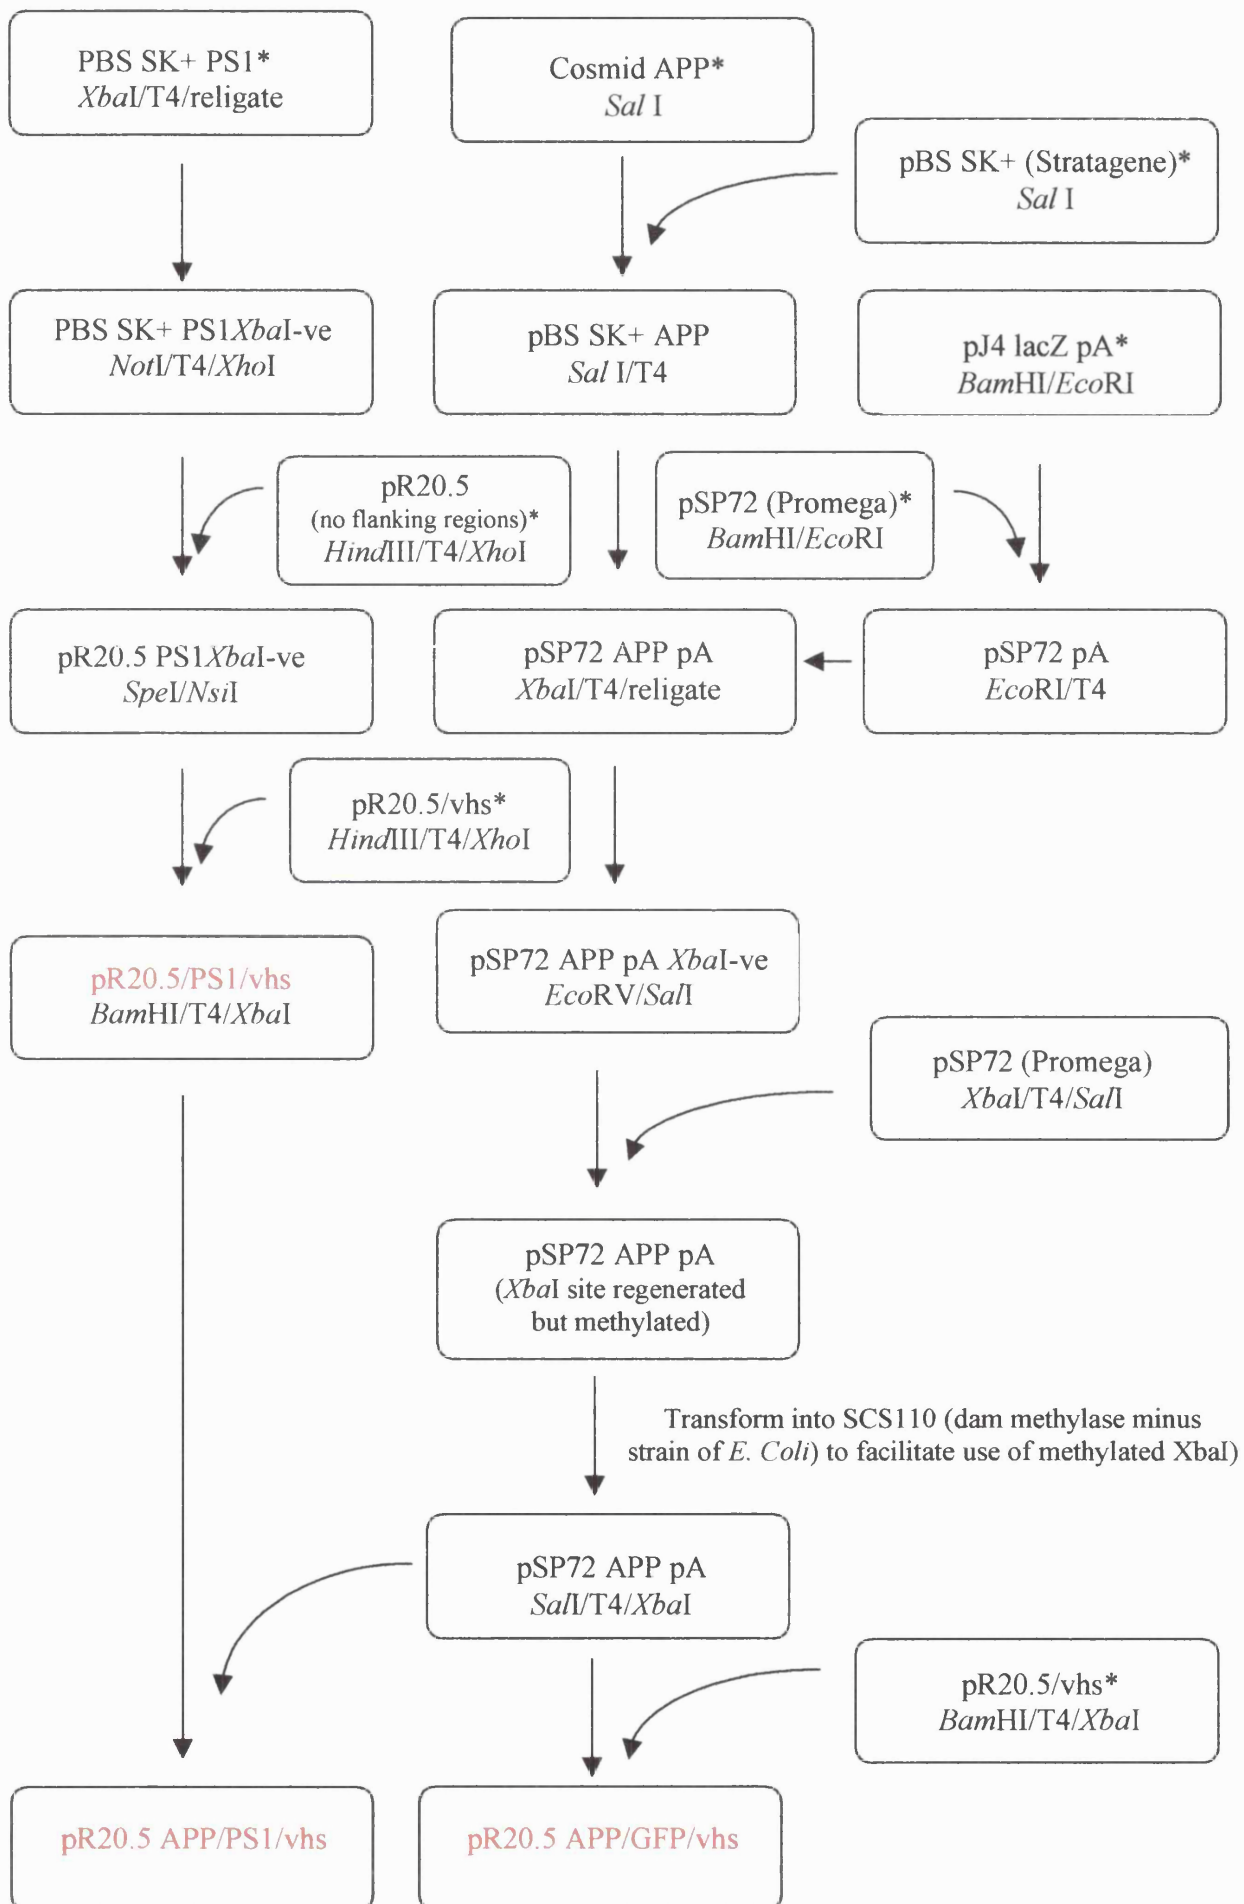 PBS SK+ PS1*
XbaI/T4/religate
Cosmid APP*
Sal I
pBS SK+ (Stratagene)*
Sal I
PBS SK+ PS1XbaI-ve
NotI/T4/XhoI
pBS SK+ APP
Sal I/T4
pJ4 lacZ pA*
BamHI/EcoRI
pR20.5
(no flanking regions)*
HindIII/T4/XhoI
pSP72 (Promega)*
BamHI/EcoRI
pR20.5 PS1XbaI-ve
SpeI/NsiI
pSP72 APP pA
XbaI/T4/religate
pSP72 pA
EcoRI/T4
pR20.5/vhs*
HindIII/T4/XhoI
pR20.5/PS1/vhs
BamHI/T4/XbaI
pSP72 APP pA XbaI-ve
EcoRV/SalI
pSP72 (Promega)
XbaI/T4/SalI
pSP72 APP pA
(XbaI site regenerated
but methylated)
Transform into SCS110 (dam methylase minus
strain of E. Coli) to facilitate use of methylated XbaI)
pSP72 APP pA
SalI/T4/XbaI
pR20.5/vhs*
BamHI/T4/XbaI
pR20.5 APP/PS1/vhs
pR20.5 APP/GFP/vhs